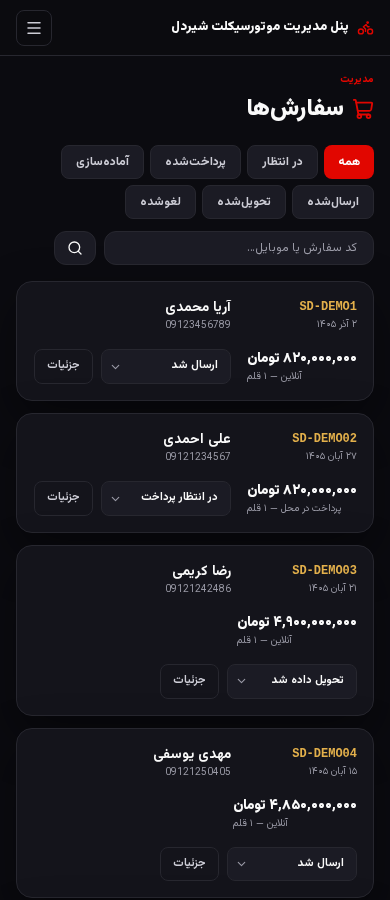 پنل مدیریت موتورسیکلت شیردل
مدیریت
سفارش‌ها
همه
در انتظار
پرداخت‌شده
آماده‌سازی
ارسال‌شده
تحویل‌شده
لغوشده
کد سفارش یا موبایل...
SD-DEMO1
۲ آذر ۱۴۰۵
آریا محمدی
09123456789
۸۲۰,۰۰۰,۰۰۰ تومان
آنلاین — ۱ قلم
ارسال شد
جزئیات
SD-DEMO02
۲۷ آبان ۱۴۰۵
علی احمدی
09121234567
۸۲۰,۰۰۰,۰۰۰ تومان
پرداخت در محل — ۱ قلم
در انتظار پرداخت
جزئیات
SD-DEMO03
۲۱ آبان ۱۴۰۵
رضا کریمی
09121242486
۴,۹۰۰,۰۰۰,۰۰۰ تومان
آنلاین — ۱ قلم
تحویل داده شد
جزئیات
SD-DEMO04
۱۵ آبان ۱۴۰۵
مهدی یوسفی
09121250405
۴,۸۵۰,۰۰۰,۰۰۰ تومان
آنلاین — ۱ قلم
ارسال شد
جزئیات